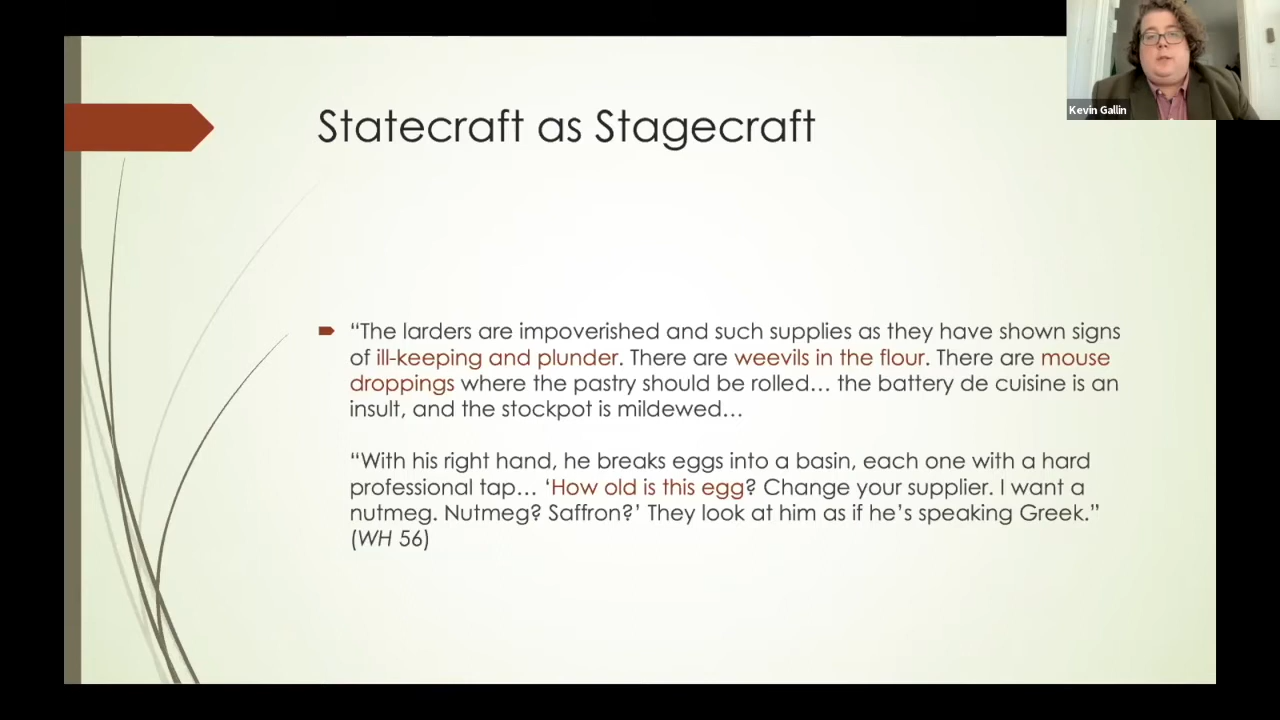 Kevin Gallin
Statecraft as Stagecraft
“The larders are impoverished and such supplies as they have shown signs
of ill-keeping and plunder. There are weevils in the flour. There are mouse
droppings where the pastry should be rolled… the battery de cuisine is an
insult, and the stockpot is mildewed…
“With his right hand, he breaks eggs into a basin, each one with a hard
professional tap… ‘How old is this egg? Change your supplier. I want a
nutmeg. Nutmeg? Saffron?’ They look at him as if he’s speaking Greek.”
(WH 56)